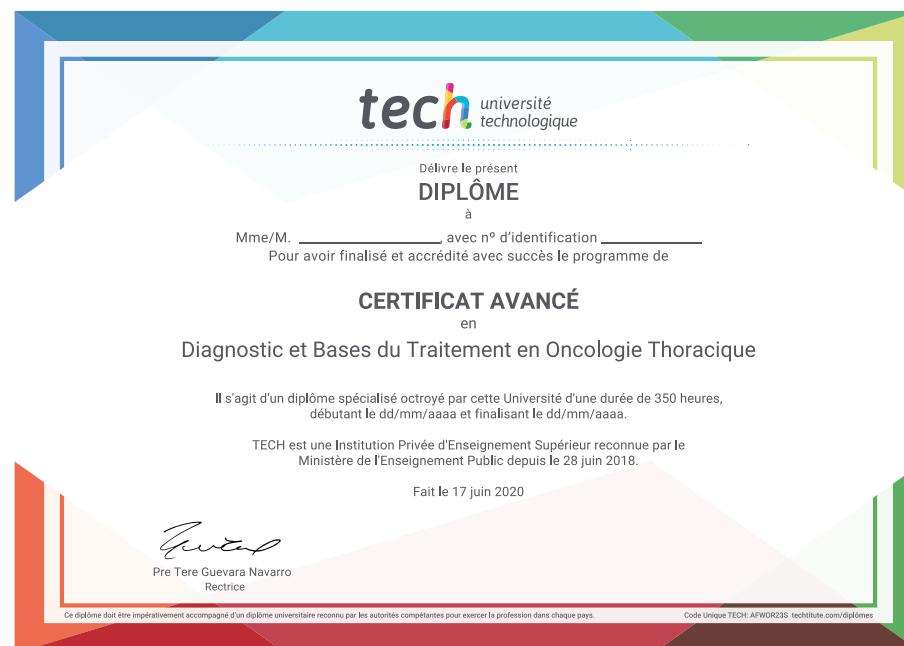 tech université
technologique
Délivre le présent
DIPLÔME
à
Mme/M. ____________________, avec nº d'identification ______________
Pour avoir finalisé et accrédité avec succès le programme de
CERTIFICAT AVANCÉ
en
Diagnostic et Bases du Traitement en Oncologie Thoracique
Il s'agit d'un diplôme spécialisé octroyé par cette Université d'une durée de 350 heures,
débutant le dd/mm/aaaa et finalisant le dd/mm/aaaa.
TECH est une Institution Privée d'Enseignement Supérieur reconnue par le
Ministère de l'Enseignement Public depuis le 28 juin 2018.
Fait le 17 juin 2020
Pre Tere Guevara Navarro
Rectrice
Ce diplôme doit être impérativement accompagné d'un diplôme universitaire reconnu par les autorités compétentes pour exercer la profession dans chaque pays.
Code Unique TECH: AFWOR23S techtitute.com/diplômes